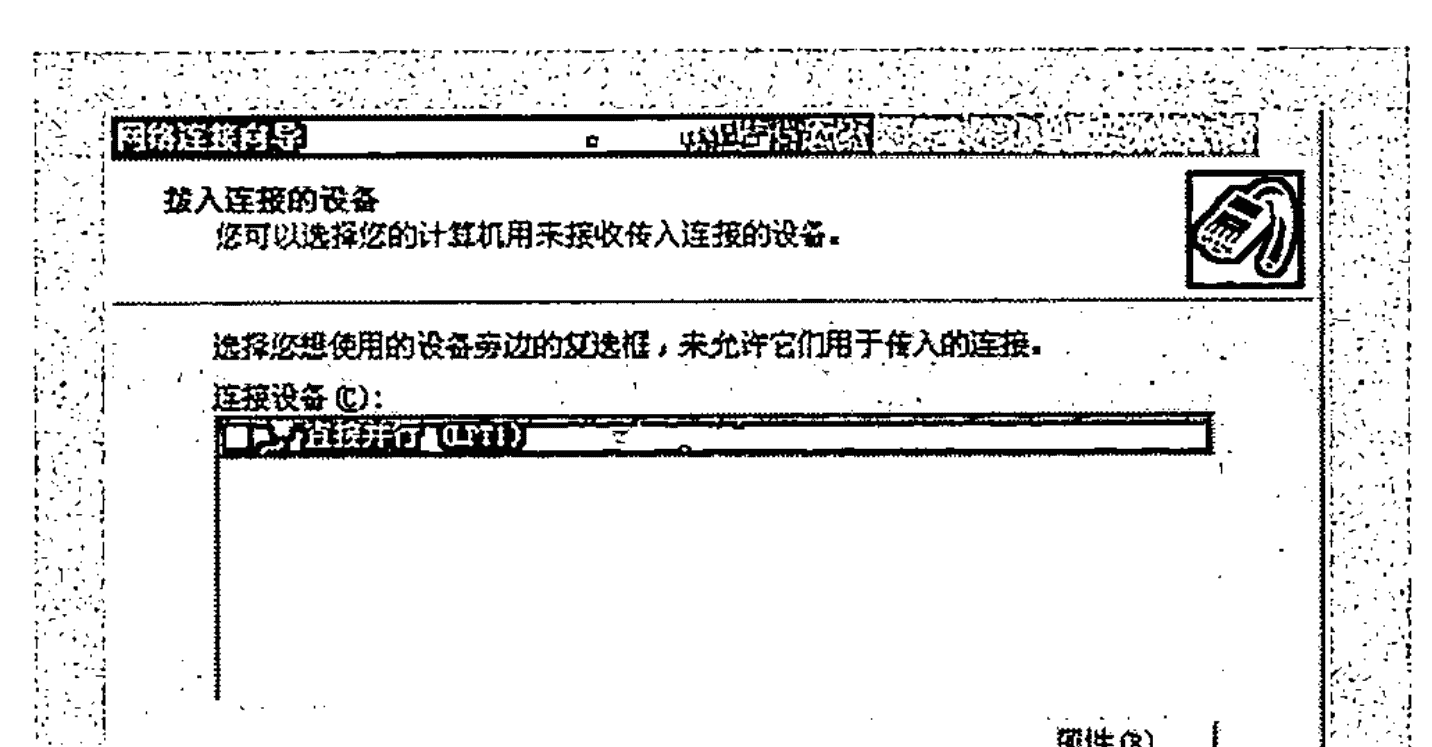 网络连接向导
拨入连接的设备
您可以选择您的计算机用来接收传入连接的设备。
选择您想使用的设备旁边的复选框，来允许它们用于传入的连接。
连接设备(C):
直接并行 (LPT1)
属性(R)